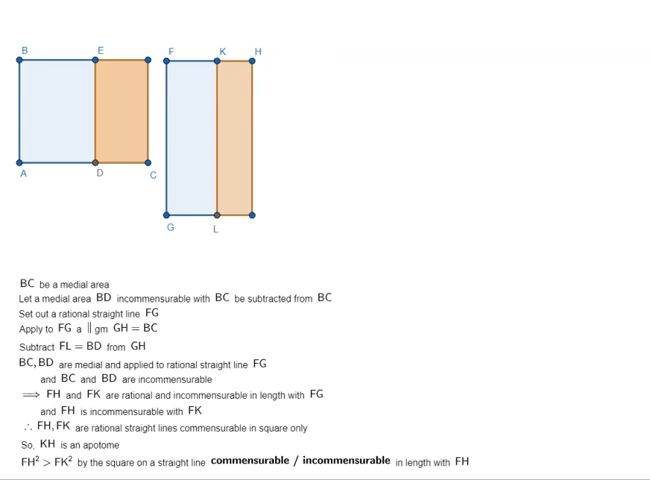 B E F K H
A D C
G L
BC be a medial area
Let a medial area BD incommensurable with BC be subtracted from BC
Set out a rational straight line FG
Apply to FG a ∥gm GH = BC
Subtract FL = BD from GH
BC, BD are medial and applied to rational straight line FG
and BC and BD are incommensurable
⟹ FH and FK are rational and incommensurable in length with FG
and FH is incommensurable with FK
∴ FH, FK are rational straight lines commensurable in square only
So, KH is an apotome
FH² > FK² by the square on a straight line commensurable / incommensurable in length with FH